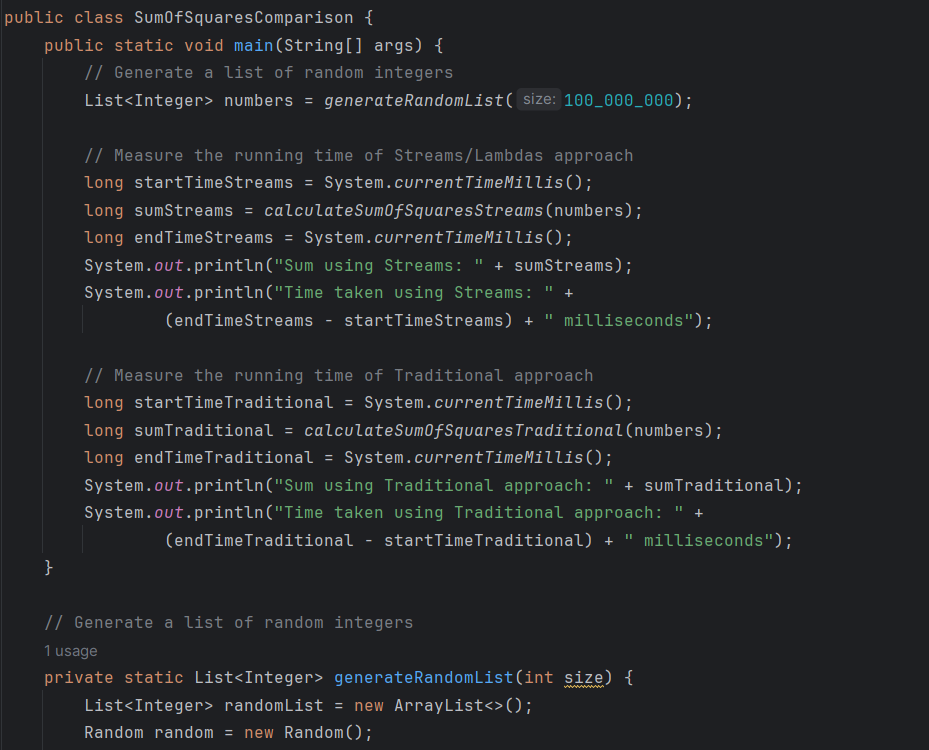 public class SumOfSquaresComparison {
    public static void main(String[] args) {
        // Generate a list of random integers
        List<Integer> numbers = generateRandomList( size: 100_000_000);

        // Measure the running time of Streams/Lambdas approach
        long startTimeStreams = System.currentTimeMillis();
        long sumStreams = calculateSumOfSquaresStreams(numbers);
        long endTimeStreams = System.currentTimeMillis();
        System.out.println("Sum using Streams: " + sumStreams);
        System.out.println("Time taken using Streams: " +
                (endTimeStreams - startTimeStreams) + " milliseconds");

        // Measure the running time of Traditional approach
        long startTimeTraditional = System.currentTimeMillis();
        long sumTraditional = calculateSumOfSquaresTraditional(numbers);
        long endTimeTraditional = System.currentTimeMillis();
        System.out.println("Sum using Traditional approach: " + sumTraditional);
        System.out.println("Time taken using Traditional approach: " +
                (endTimeTraditional - startTimeTraditional) + " milliseconds");
    }

    // Generate a list of random integers
    1 usage
    private static List<Integer> generateRandomList(int size) {
        List<Integer> randomList = new ArrayList<>();
        Random random = new Random();